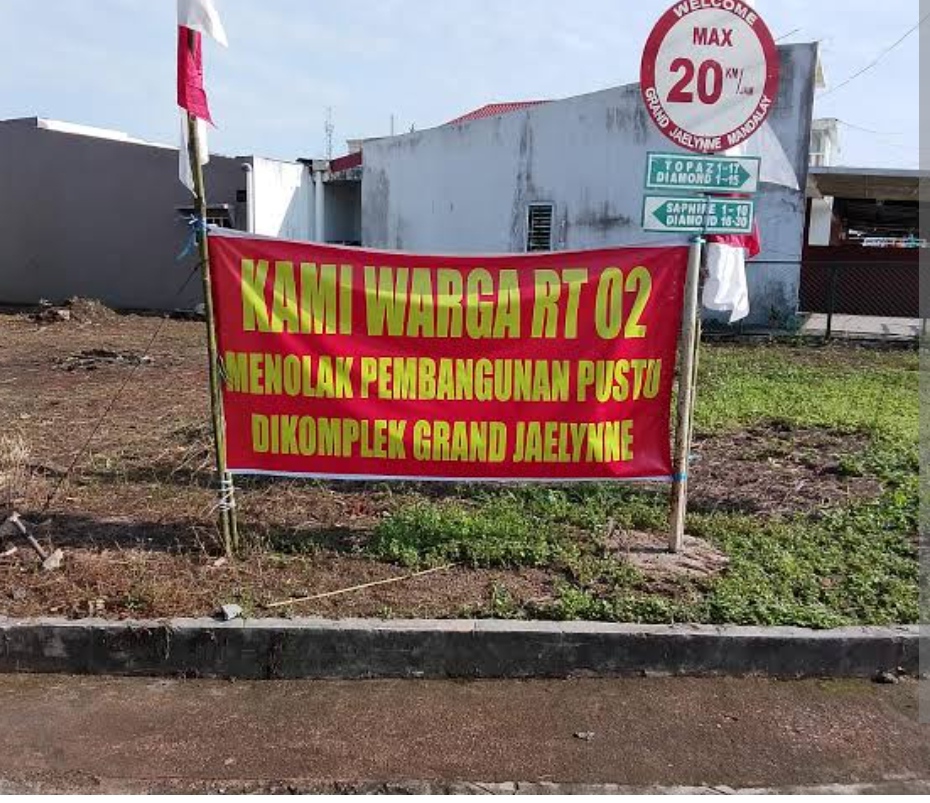 WELCOME
MAX
20 KM/JAM
GRAND JAELYNNE MANDALAY
TOPAZ 1-17
DIAMOND 1-15
SAPHIRE 1-10
DIAMOND 16-30
KAMI WARGA RT 02
MENOLAK PEMBANGUNAN PUSTU
DIKOMPLEK GRAND JAELYNNE